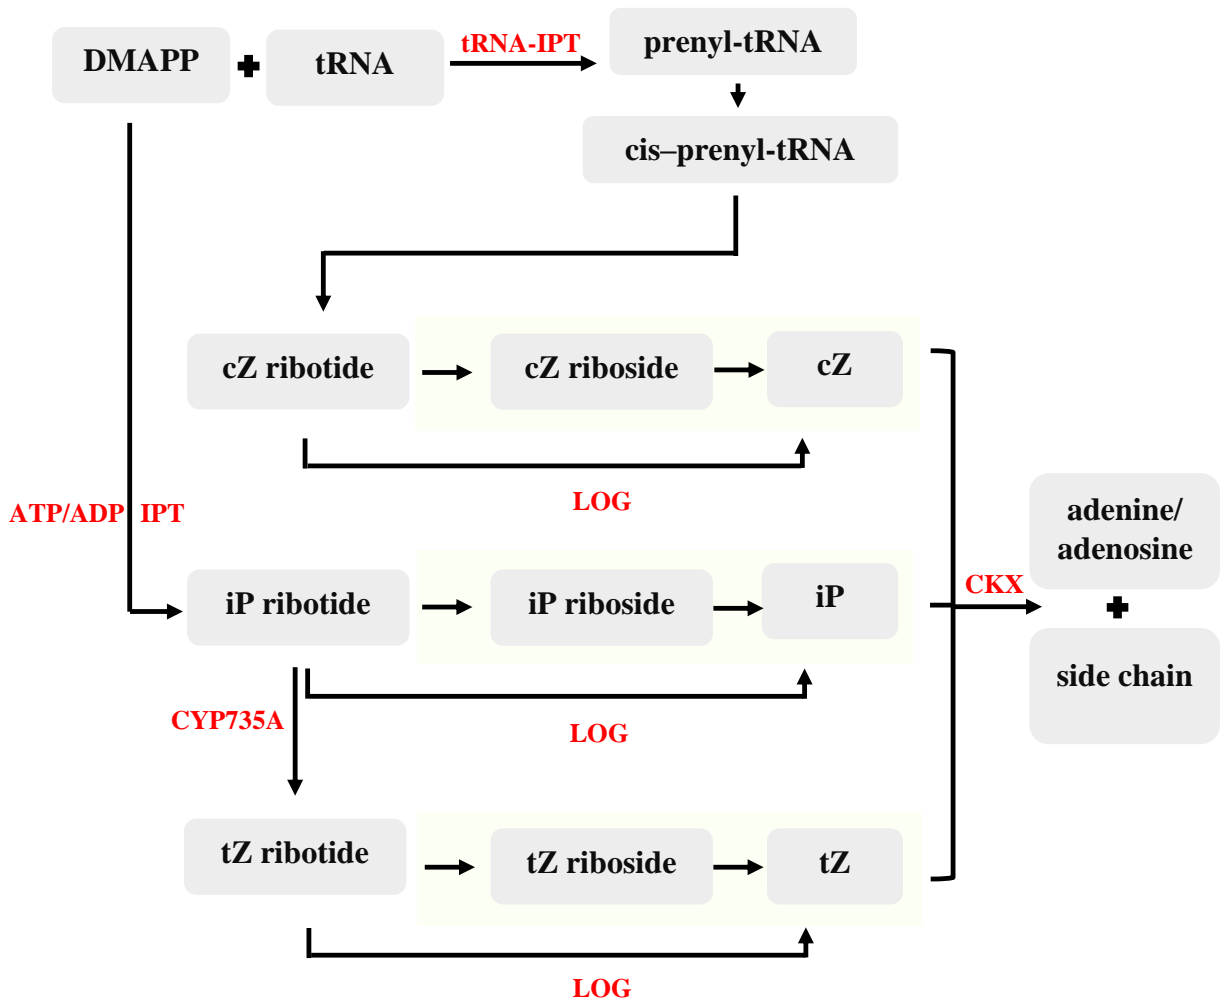 DMAPP
tRNA
tRNA-IPT
prenyl-tRNA
cis–prenyl-tRNA
cZ ribotide
cZ riboside
cZ
LOG
ATP/ADP IPT
adenine/
adenosine
iP ribotide
iP riboside
iP
CKX
side chain
CYP735A
LOG
tZ ribotide
tZ riboside
tZ
LOG